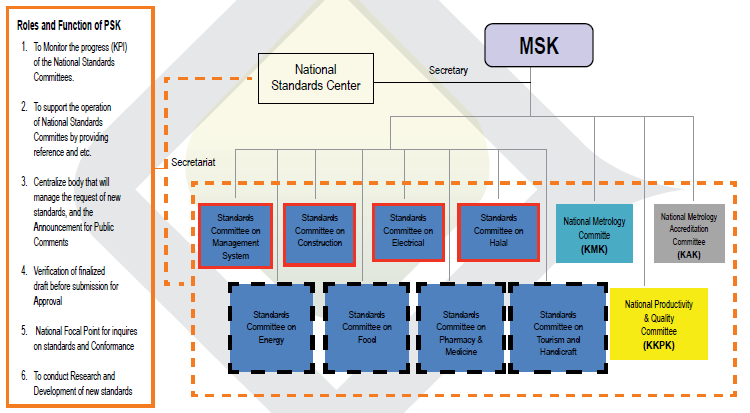 Roles and Function of PSK
1. To Monitor the progress (KPI)
of the National Standards
Committees.
2. To support the operation
of National Standards
Committes by providing
reference and etc.
3. Centralize body that will
manage the request of new
standards, and the
Announcement for Public
Comments
4. Verification of finalized
draft before submission for
Approval
5. National Focal Point for inquires
on standards and Conformance
6. To conduct Research and
Development of new standards
MSK
National
Standards Center
Secretary
Secretariat
Standards
Committee on
Management
System
Standards
Committee on
Construction
Standards
Committee on
Electrical
Standards
Committee on
Halal
National Metrology
Committe
(KMK)
National Metrology
Accreditation
Committee
(KAK)
Standards
Committee on
Energy
Standards
Committee on
Food
Standards
Committee on
Pharmacy &
Medicine
Standards
Committee on
Tourism and
Handicraft
National Productivity
& Quality
Committee
(KKPK)